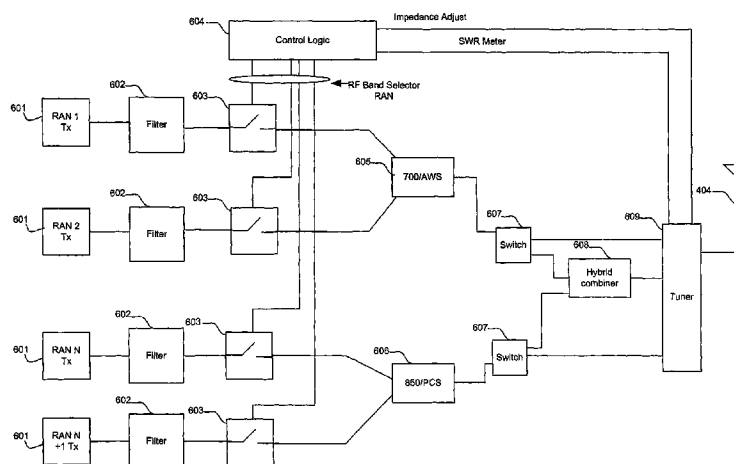 Impedance Adjust
604
Control Logic
SWR Meter
RF Band Selector
RAN
601
RAN 1
Tx
602
Filter
603
605
700/AWS
404
601
RAN 2
Tx
602
Filter
603
607
Switch
609
608
Hybrid
combiner
Tuner
601
RAN N
Tx
602
Filter
603
606
850/PCS
607
Switch
601
RAN N
+1 Tx
602
Filter
603